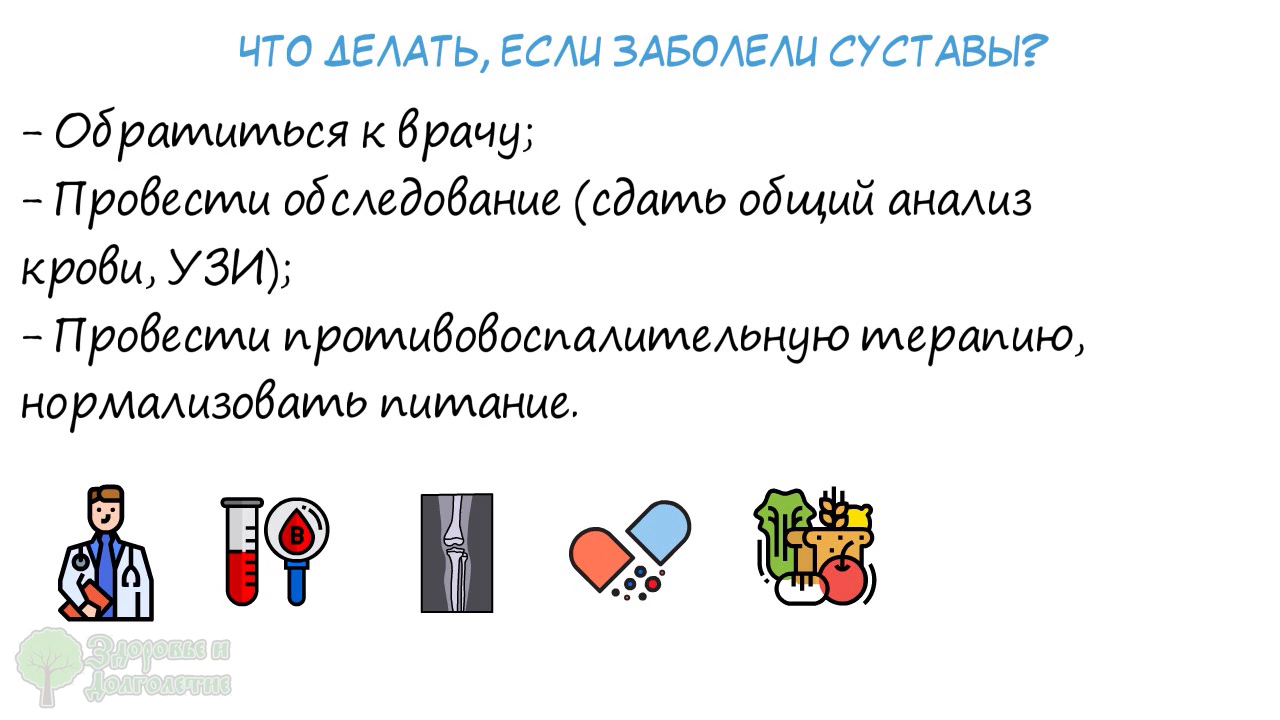 ЧТО ДЕЛАТЬ, ЕСЛИ ЗАБОЛЕЛИ СУСТАВЫ?
- Обратиться к врачу;
- Провести обследование (сдать общий анализ
крови, УЗИ);
- Провести противовоспалительную терапию,
нормализовать питание.
B
Здоровье и
Долголетие